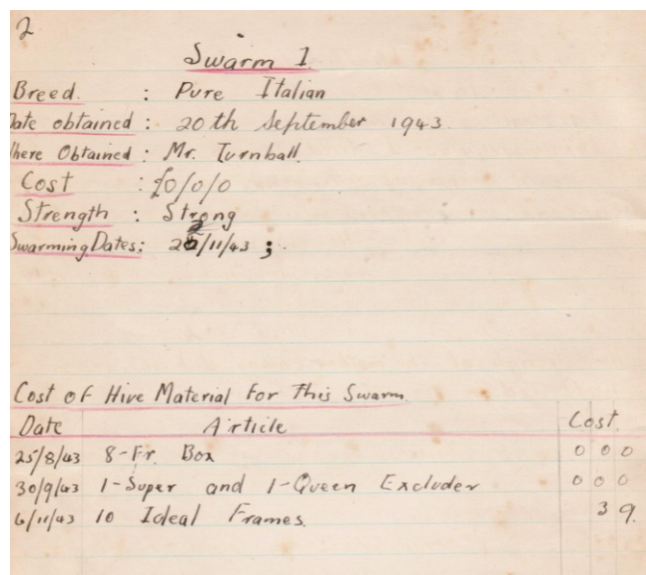 2
Swarm 1
Breed : Pure Italian
Date obtained : 20th September 1943
here Obtained : Mr. Turnball.
Cost : £0/0/0
Strength : Strong
Swarming Dates: /11/43 ;
Cost of Hive Material For This Swarm
Date Airticle Cost.
25/8/43 8-Fr. Box 0 0 0
30/9/43 1-Super and 1-Queen Excluder 0 0 0
6/11/43 10 Ideal Frames. 3 9.